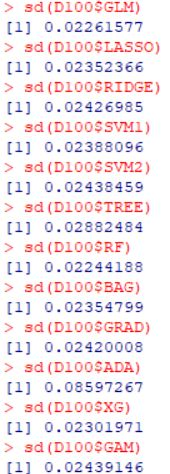 > sd(D100$GLM)
[1] 0.02261577
> sd(D100$LASSO)
[1] 0.02352366
> sd(D100$RIDGE)
[1] 0.02426985
> sd(D100$SVM1)
[1] 0.02388096
> sd(D100$SVM2)
[1] 0.02438459
> sd(D100$TREE)
[1] 0.02882484
> sd(D100$RF)
[1] 0.02244188
> sd(D100$BAG)
[1] 0.02354799
> sd(D100$GRAD)
[1] 0.02420008
> sd(D100$ADA)
[1] 0.08597267
> sd(D100$XG)
[1] 0.02301971
> sd(D100$GAM)
[1] 0.02439146